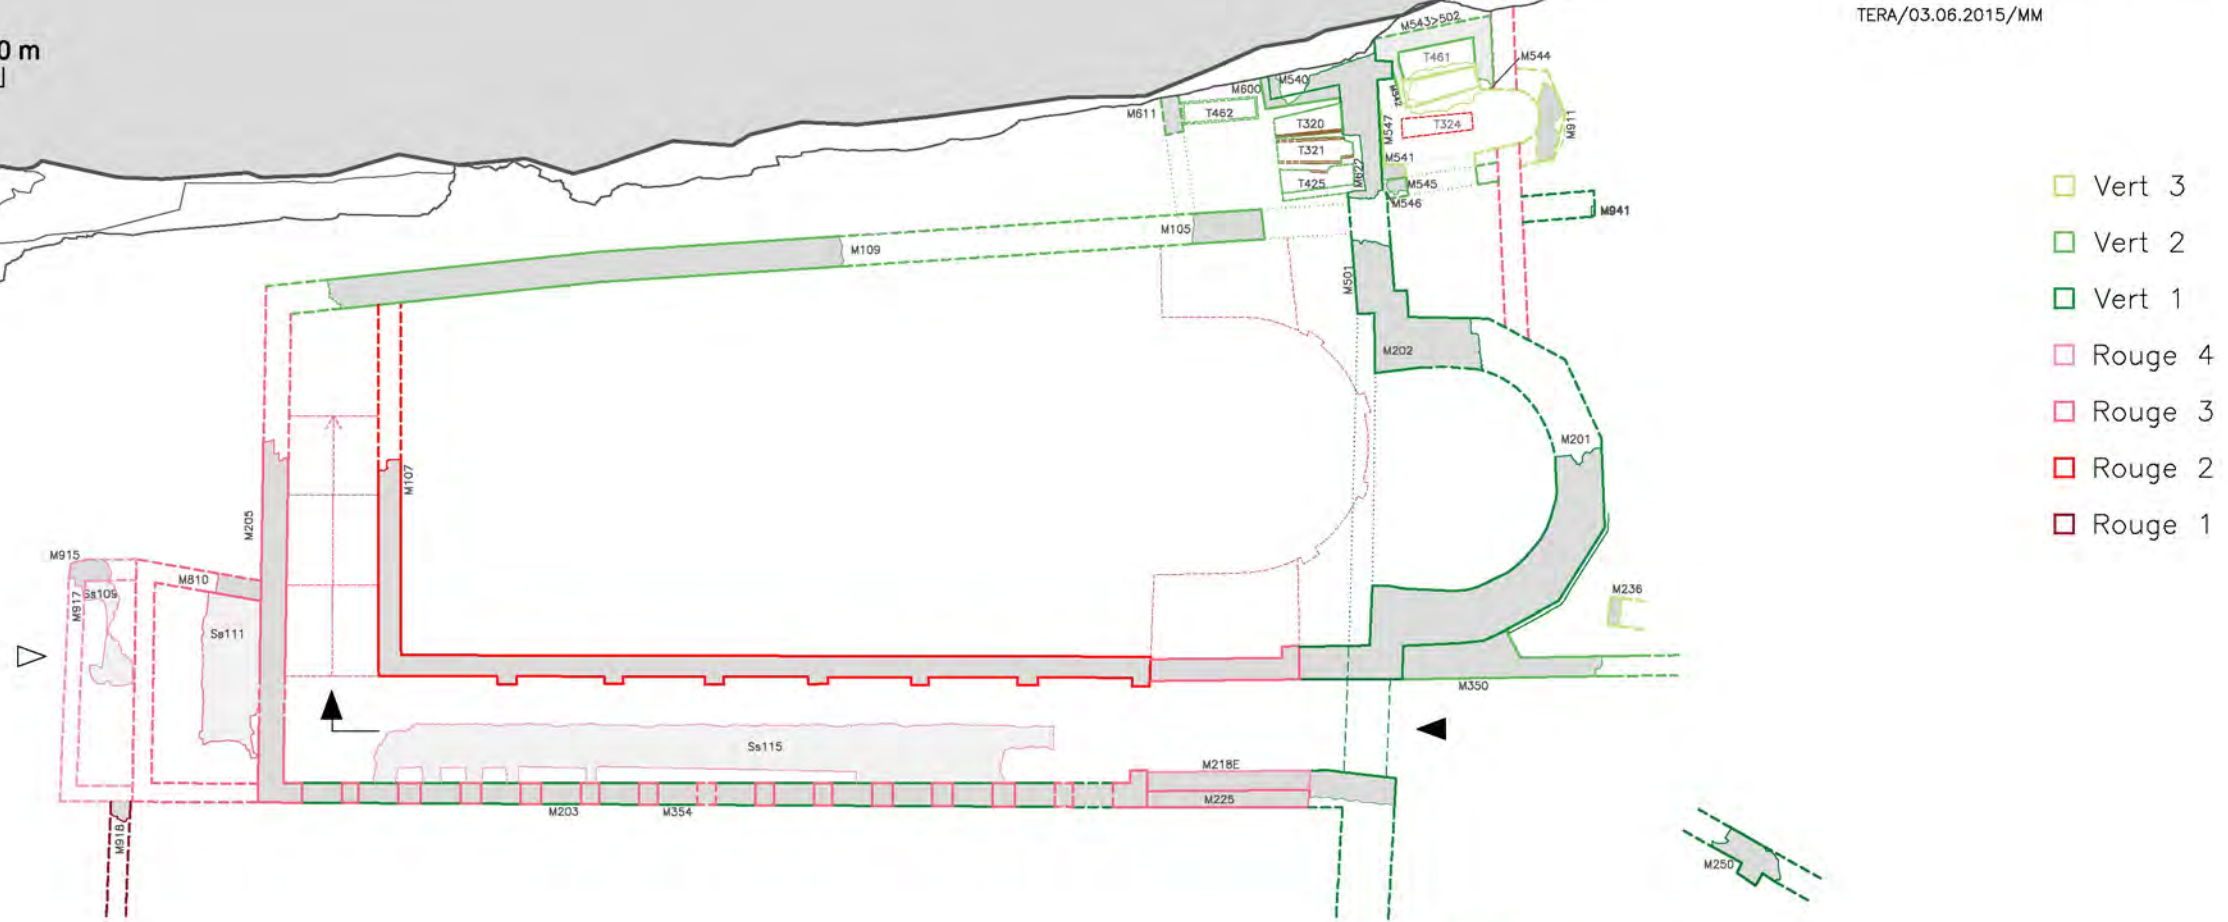 TERA/03.06.2015/MM
0 m
M543>502
M544
T461
M540
M600
M542
M611
T462
T320
M547
T324
M911
T321
M541
M622
T425
M545
M546
M941
M105
M109
M501
M202
M201
M107
M205
M915
M810
Ss109
M917
Ss111
M236
M350
Ss115
M218E
M225
M203
M354
M918
M250
Vert 3
Vert 2
Vert 1
Rouge 4
Rouge 3
Rouge 2
Rouge 1